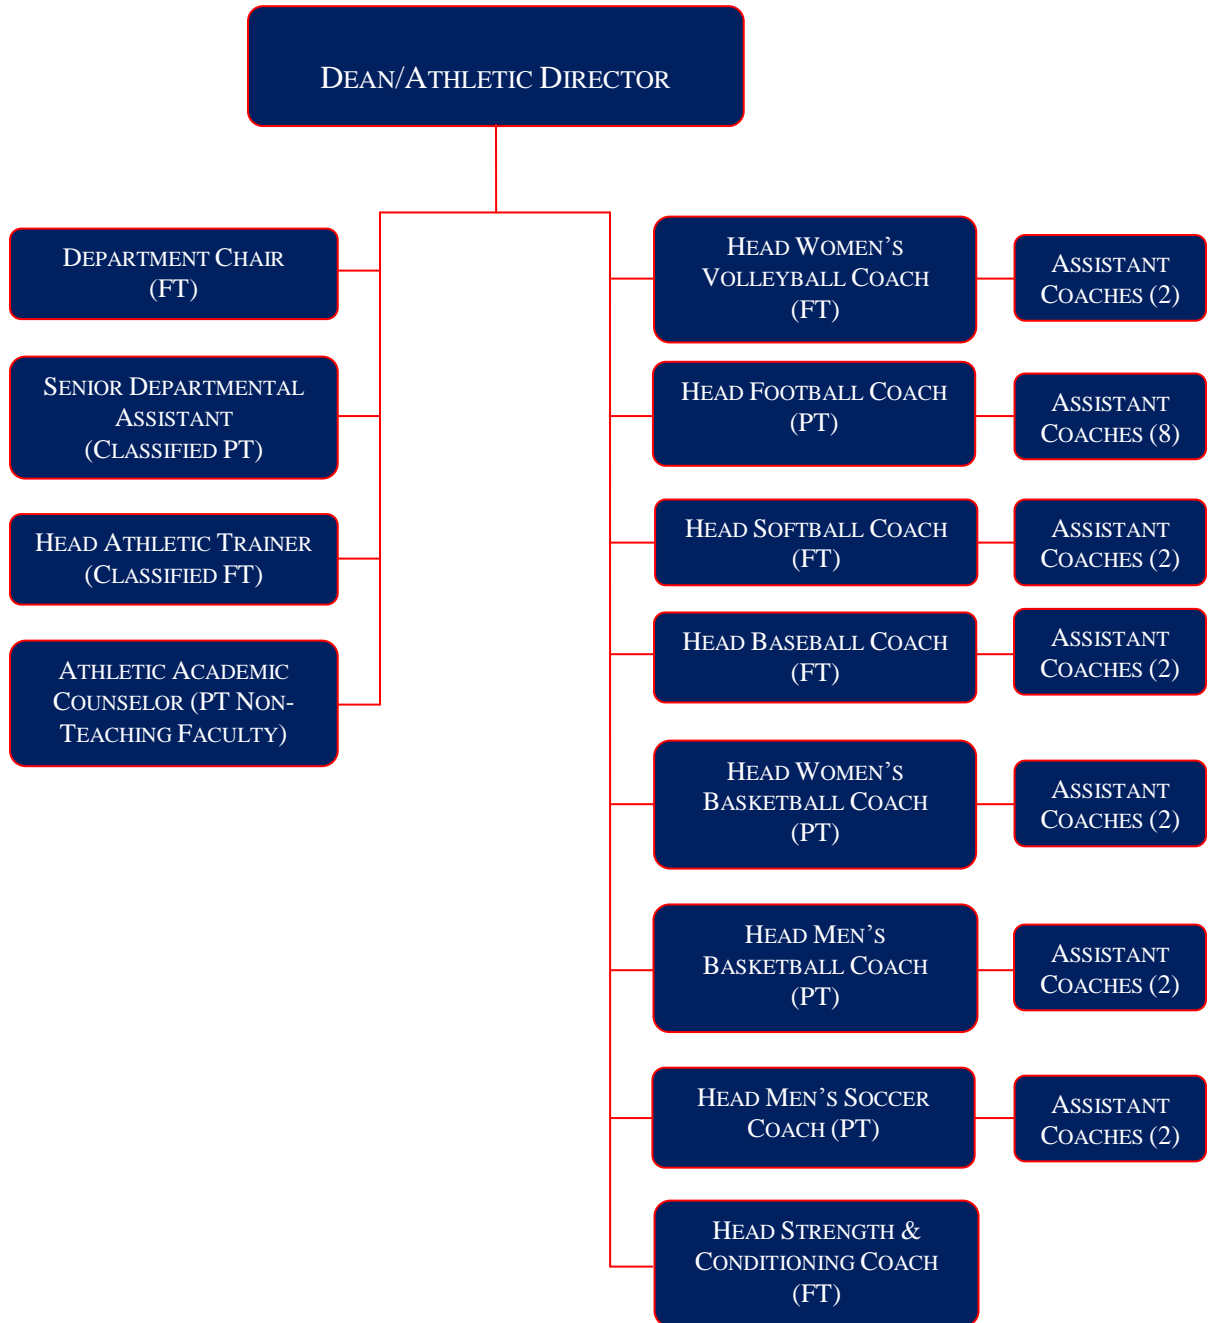 Dean/Athletic Director
Department Chair
(FT)
Senior Departmental
Assistant
(Classified PT)
Head Athletic Trainer
(Classified FT)
Athletic Academic
Counselor (PT Non-
Teaching Faculty)
Head Women’s
Volleyball Coach
(FT)
Assistant
Coaches (2)
Head Football Coach
(PT)
Assistant
Coaches (8)
Head Softball Coach
(FT)
Assistant
Coaches (2)
Head Baseball Coach
(FT)
Assistant
Coaches (2)
Head Women’s
Basketball Coach
(PT)
Assistant
Coaches (2)
Head Men’s
Basketball Coach
(PT)
Assistant
Coaches (2)
Head Men’s Soccer
Coach (PT)
Assistant
Coaches (2)
Head Strength &
Conditioning Coach
(FT)